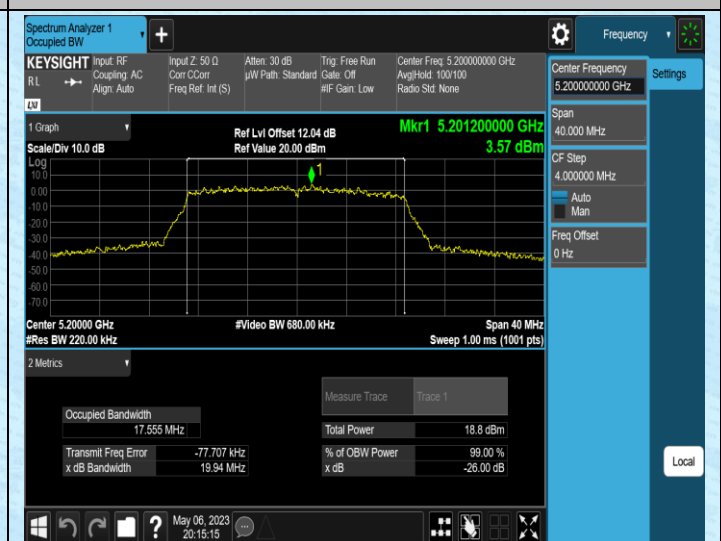 Spectrum Analyzer 1
Occupied BW
Frequency
KEYSIGHT
RL
LXI
Input: RF
Coupling: AC
Align: Auto
Input Z: 50 Ω
Corr CCorr
Freq Ref: Int (S)
Atten: 30 dB
µW Path: Standard
Trig: Free Run
Gate: Off
#IF Gain: Low
Center Freq: 5.200000000 GHz
Avg|Hold: 100/100
Radio Std: None
Center Frequency
5.200000000 GHz
Settings
Span
40.000 MHz
CF Step
4.000000 MHz
Auto
Man
Freq Offset
0 Hz
Local
1 Graph
Scale/Div 10.0 dB
Ref Lvl Offset 12.04 dB
Ref Value 20.00 dBm
Mkr1 5.201200000 GHz
3.57 dBm
Log
10.0
0.00
-10.0
-20.0
-30.0
-40.0
-50.0
-60.0
-70.0
1
Center 5.20000 GHz
#Res BW 220.00 kHz
#Video BW 680.00 kHz
Span 40 MHz
Sweep 1.00 ms (1001 pts)
2 Metrics
Measure Trace Trace 1
Occupied Bandwidth
17.555 MHz
Total Power 18.8 dBm
Transmit Freq Error -77.707 kHz
% of OBW Power 99.00 %
x dB Bandwidth 19.94 MHz
x dB -26.00 dB
?
May 06, 2023
20:15:15